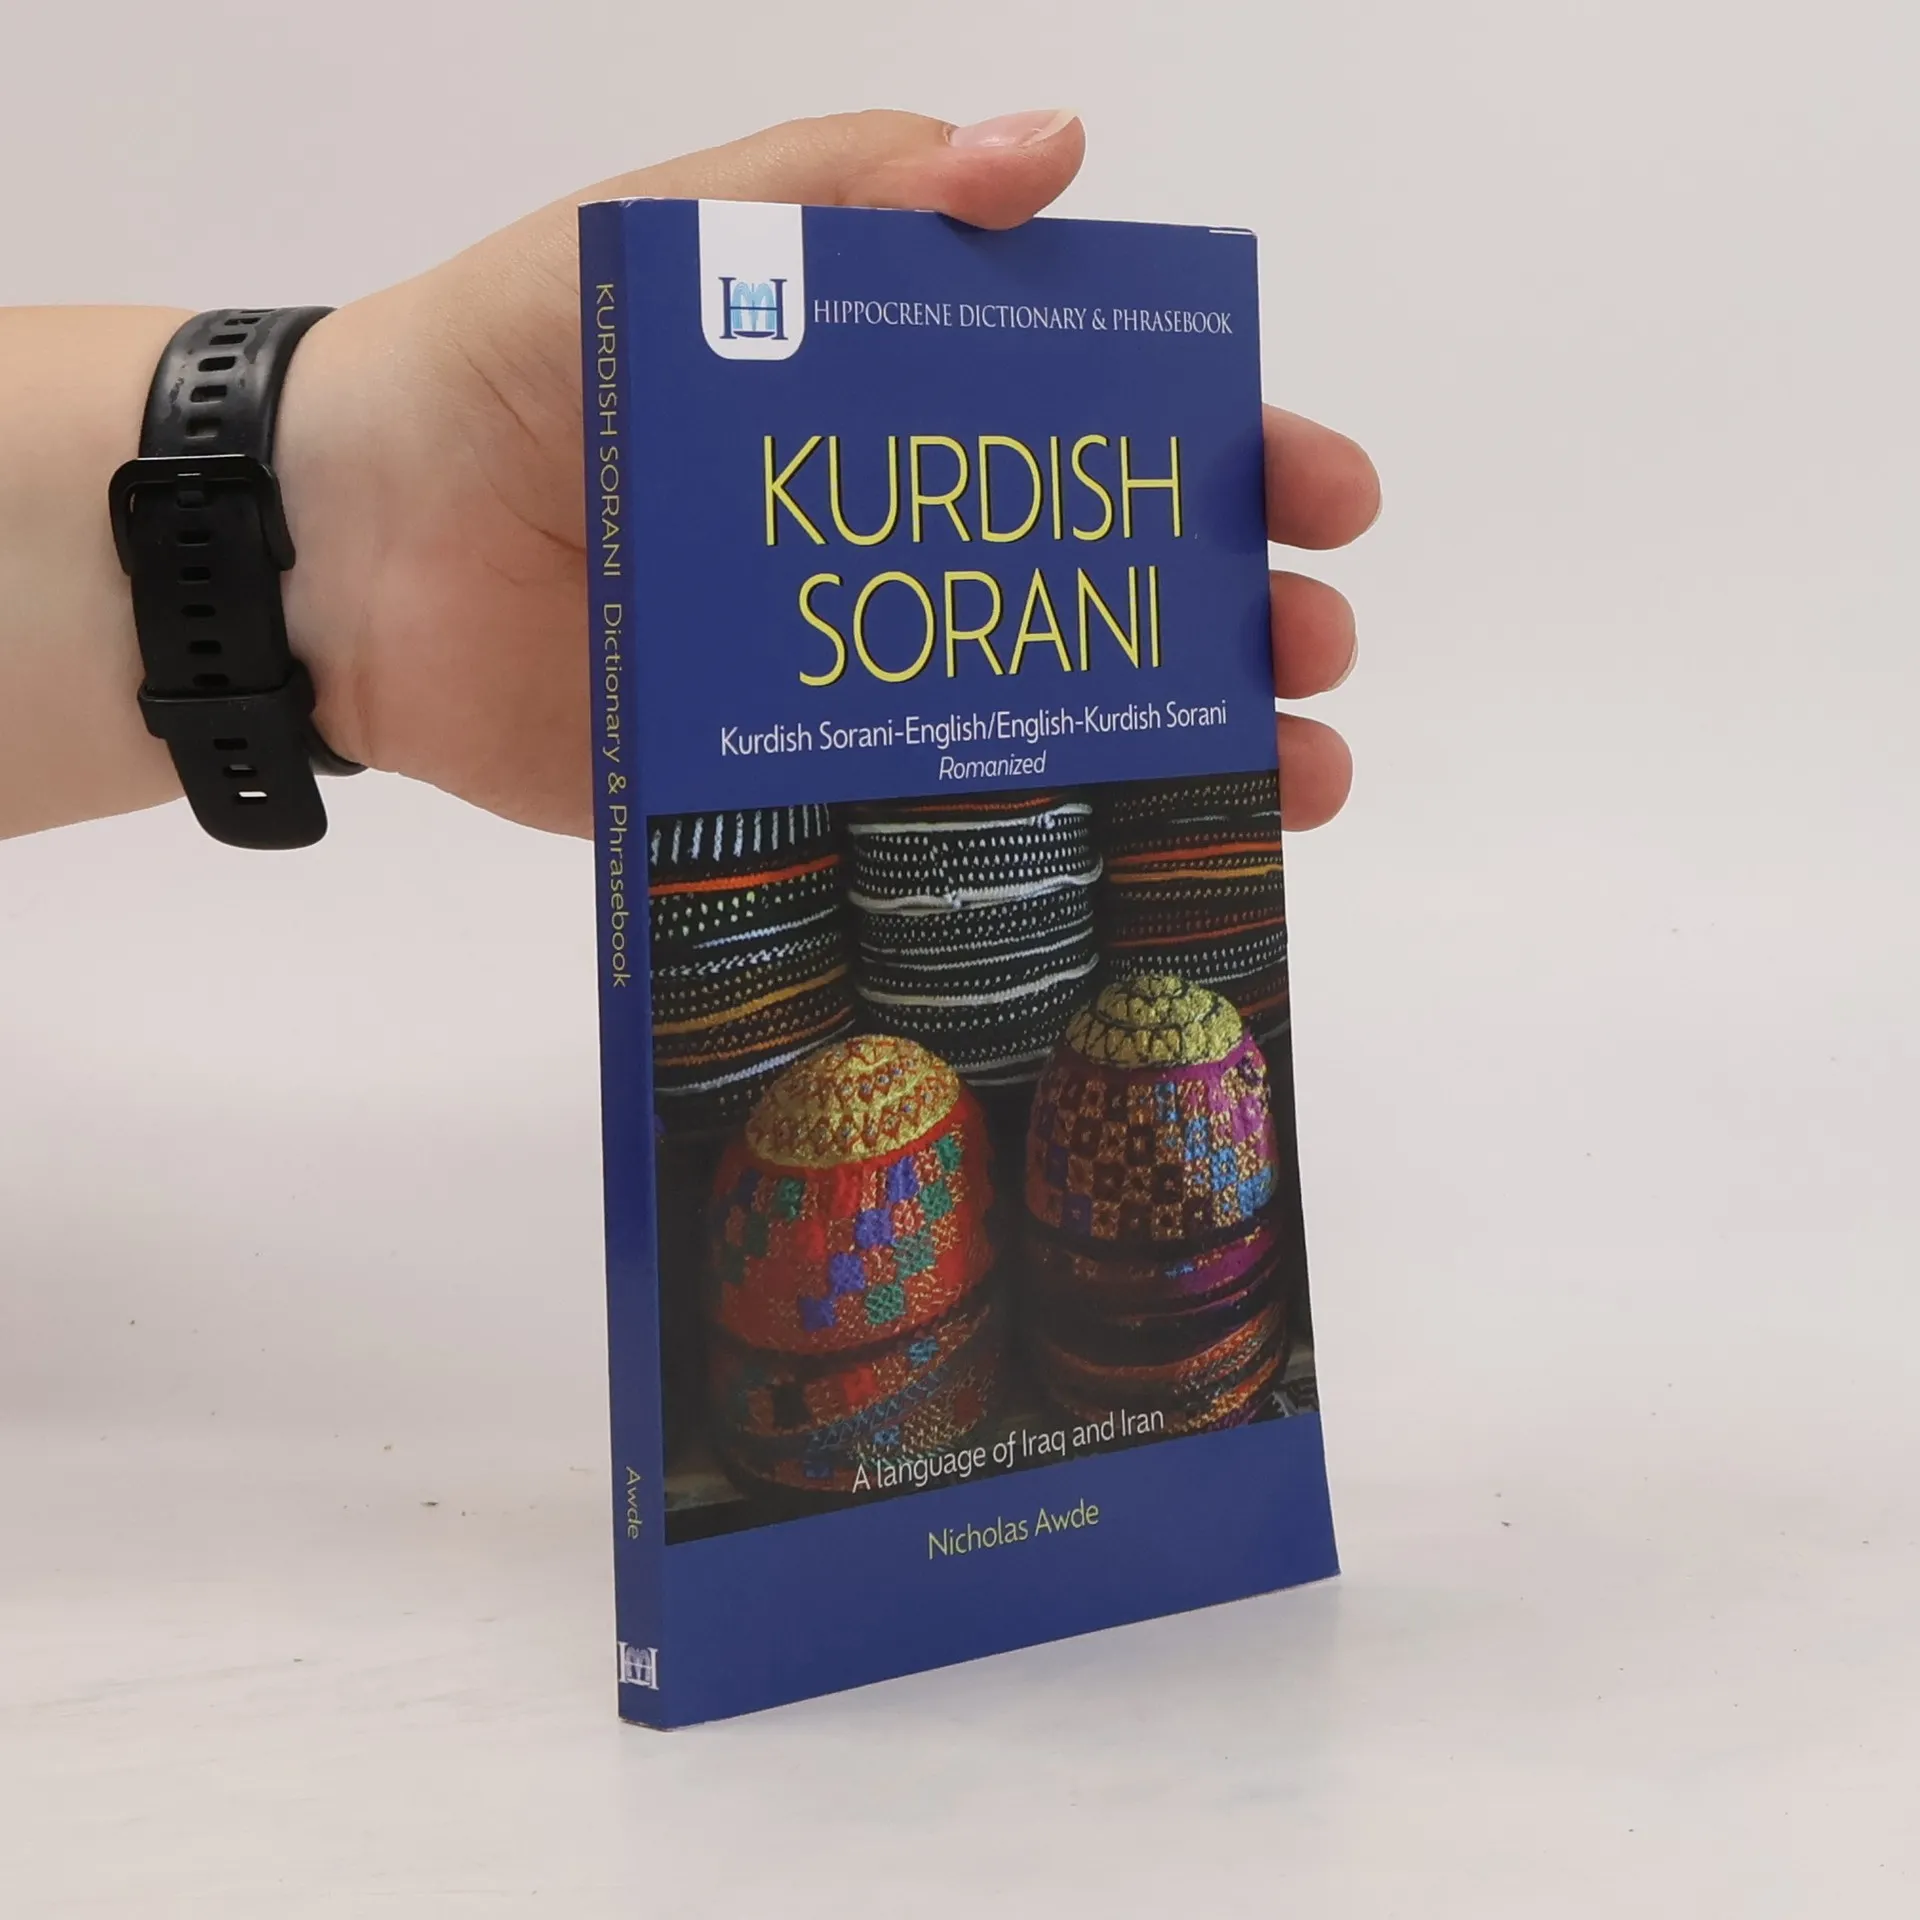 HIPPOCRENE DICTIONARY & PHRASEBOOK
KURDISH
SORANI
Kurdish Sorani-English/English-Kurdish Sorani
Romanized
A language of Iraq and Iran
Nicholas Awde
KURDISH SORANI Dictionary & Phrasebook
Awde